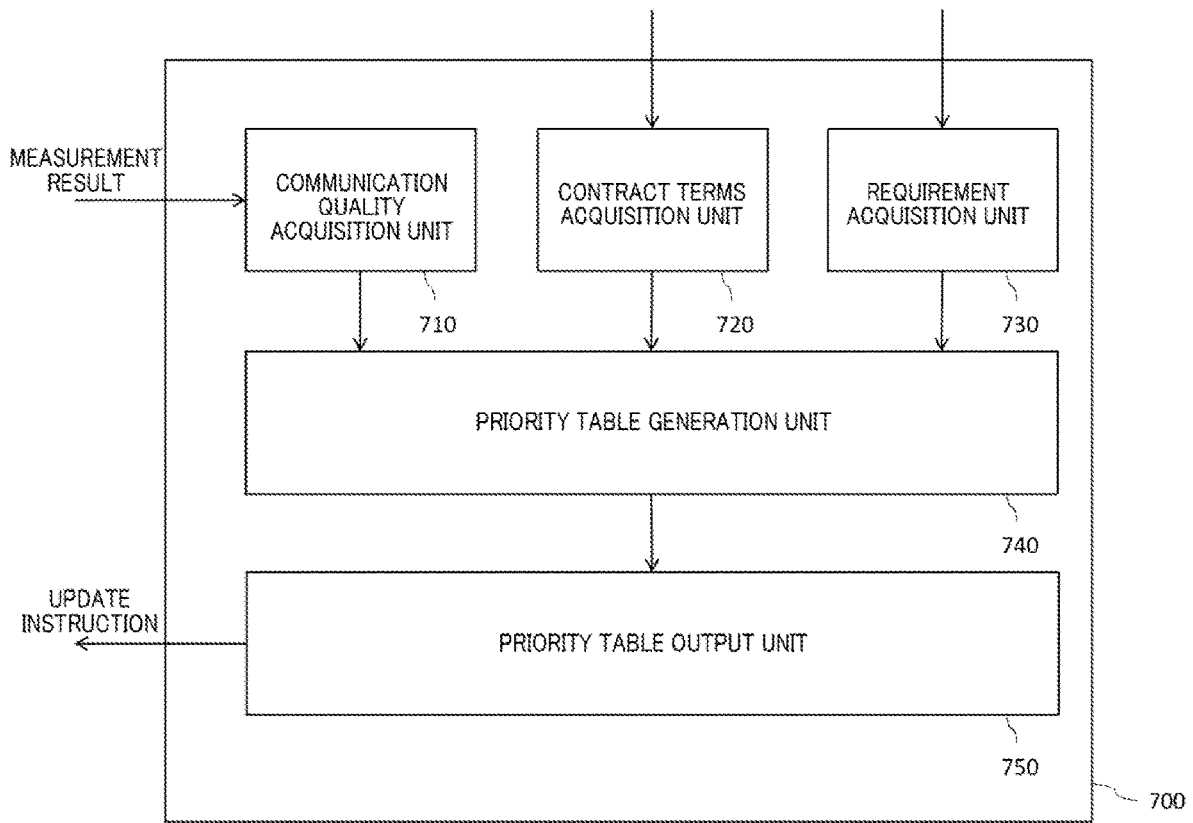 MEASUREMENT
RESULT
COMMUNICATION
QUALITY
ACQUISITION UNIT
710
CONTRACT TERMS
ACQUISITION UNIT
720
REQUIREMENT
ACQUISITION UNIT
730
PRIORITY TABLE GENERATION UNIT
740
UPDATE
INSTRUCTION
PRIORITY TABLE OUTPUT UNIT
750
700